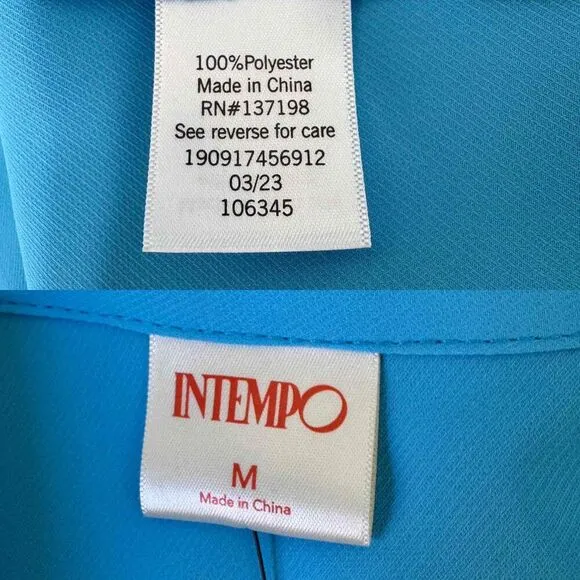 100%Polyester
Made in China
RN#137198
See reverse for care
190917456912
03/23
106345
INTEMPO
M
Made in China